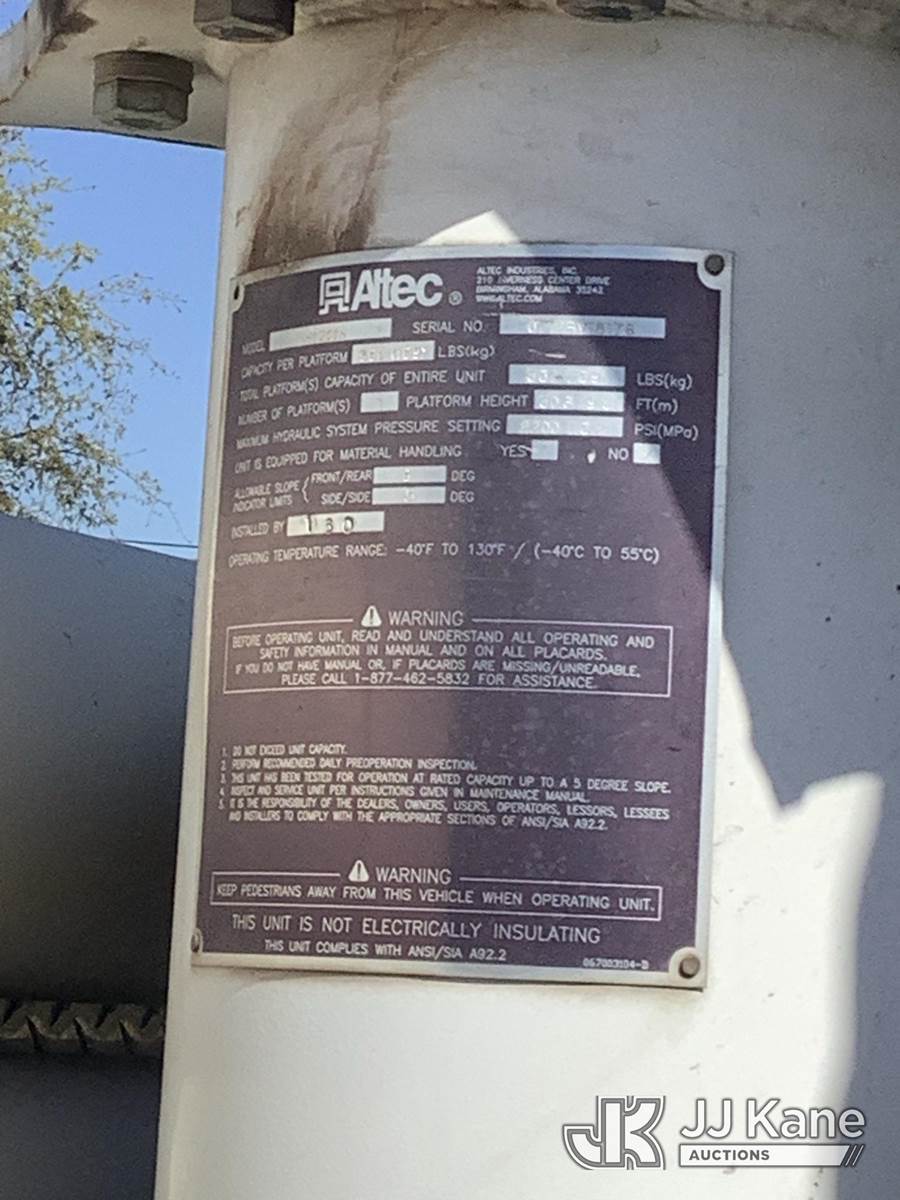 Altec ®
ALTEC INDUSTRIES, INC.
210 INVERNESS CENTER DRIVE
BIRMINGHAM, ALABAMA 35242
WWW.ALTEC.COM
MODEL SERIAL NO.
CAPACITY PER PLATFORM LBS(kg)
TOTAL PLATFORM(S) CAPACITY OF ENTIRE UNIT LBS(kg)
NUMBER OF PLATFORM(S) PLATFORM HEIGHT FT(m)
MAXIMUM HYDRAULIC SYSTEM PRESSURE SETTING PSI(MPa)
UNIT IS EQUIPPED FOR MATERIAL HANDLING YES NO
ALLOWABLE SLOPE INDICATOR LIMITS { FRONT/REAR DEG
SIDE/SIDE DEG
INSTALLED BY 130
OPERATING TEMPERATURE RANGE: -40°F TO 130°F / (-40°C TO 55°C)
WARNING
BEFORE OPERATING UNIT, READ AND UNDERSTAND ALL OPERATING AND
SAFETY INFORMATION IN MANUAL AND ON ALL PLACARDS.
IF YOU DO NOT HAVE MANUAL OR, IF PLACARDS ARE MISSING/UNREADABLE,
PLEASE CALL 1-877-462-5832 FOR ASSISTANCE.
1. DO NOT EXCEED UNIT CAPACITY.
2. PERFORM RECOMMENDED DAILY PREOPERATION INSPECTION.
3. THIS UNIT HAS BEEN TESTED FOR OPERATION AT RATED CAPACITY UP TO A 5 DEGREE SLOPE.
4. INSPECT AND SERVICE UNIT PER INSTRUCTIONS GIVEN IN MAINTENANCE MANUAL.
5. IT IS THE RESPONSIBILITY OF THE DEALERS, OWNERS, USERS, OPERATORS, LESSORS, LESSEES
AND INSTALLERS TO COMPLY WITH THE APPROPRIATE SECTIONS OF ANSI/SIA A92.2.
WARNING
KEEP PEDESTRIANS AWAY FROM THIS VEHICLE WHEN OPERATING UNIT.
THIS UNIT IS NOT ELECTRICALLY INSULATING
THIS UNIT COMPLIES WITH ANSI/SIA A92.2
JK JJ Kane
AUCTIONS